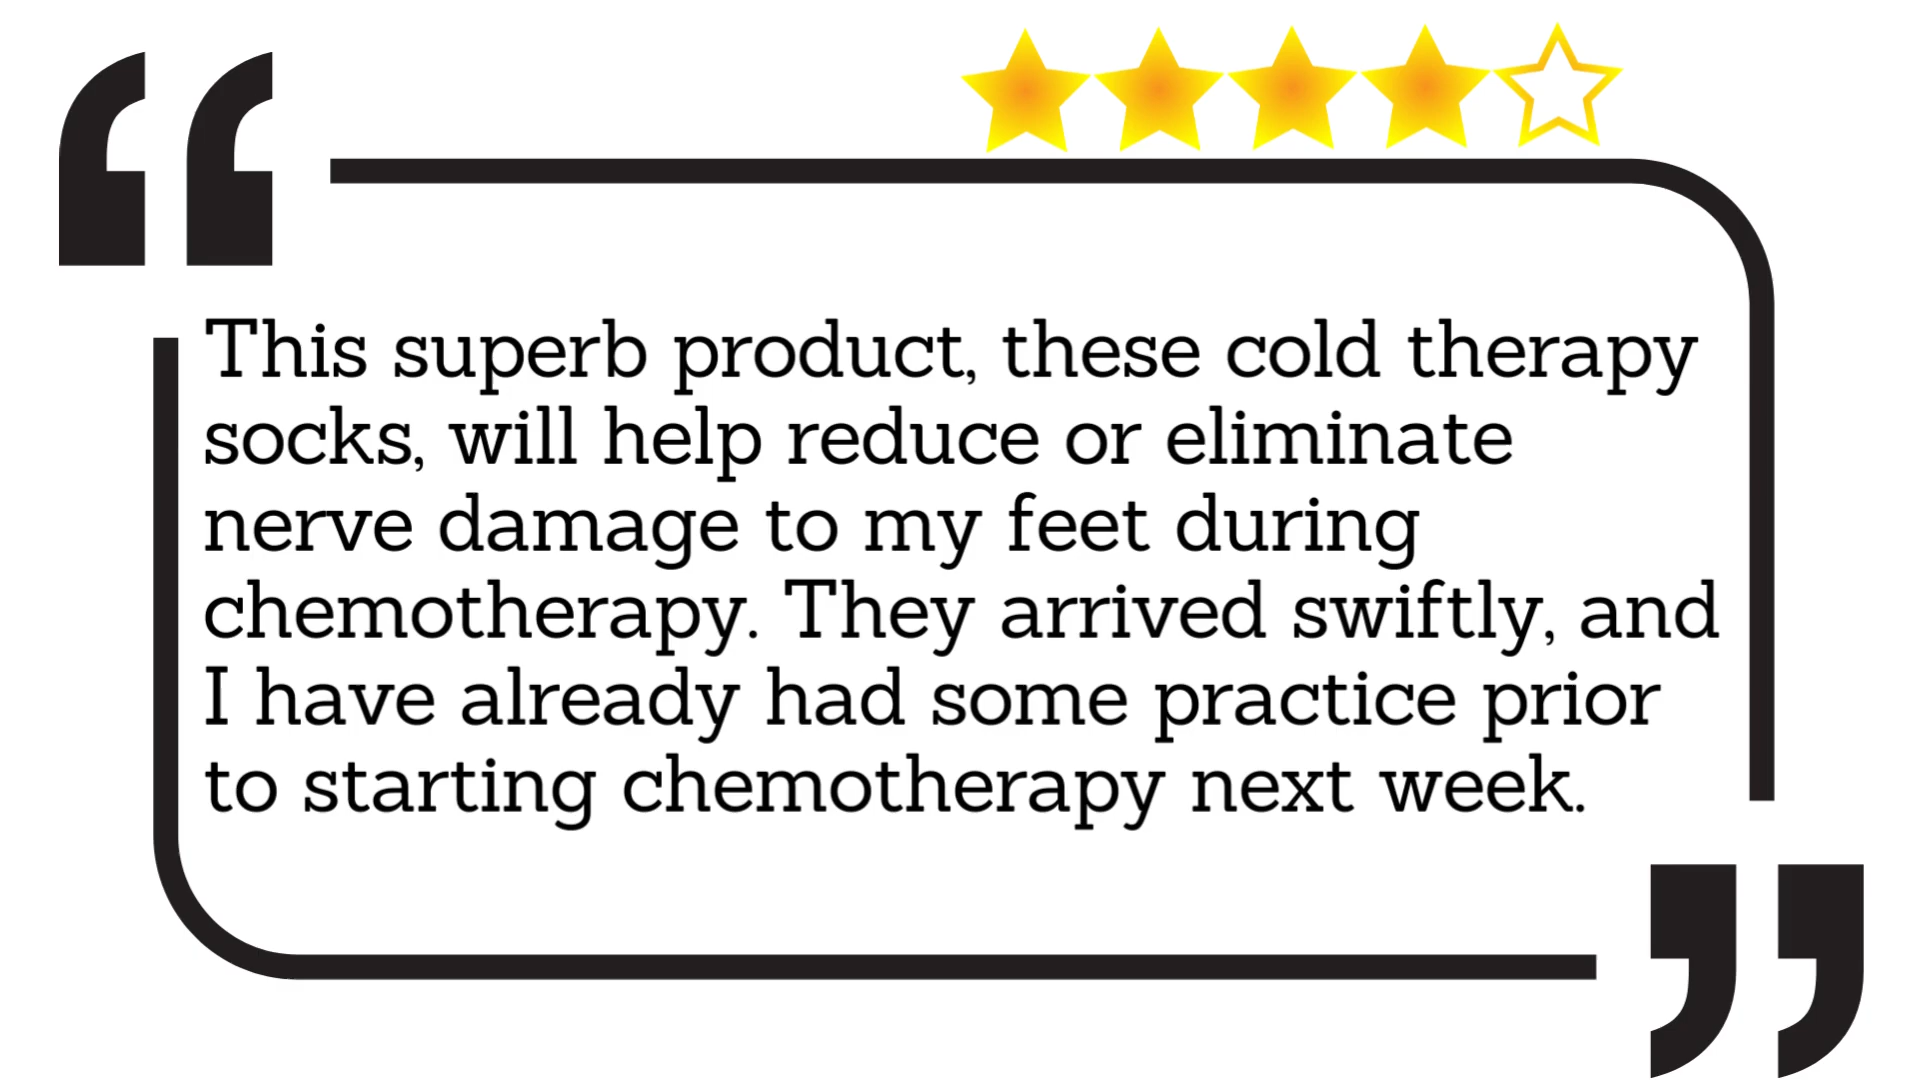 This superb product, these cold therapy
socks, will help reduce or eliminate
nerve damage to my feet during
chemotherapy. They arrived swiftly, and
I have already had some practice prior
to starting chemotherapy next week.